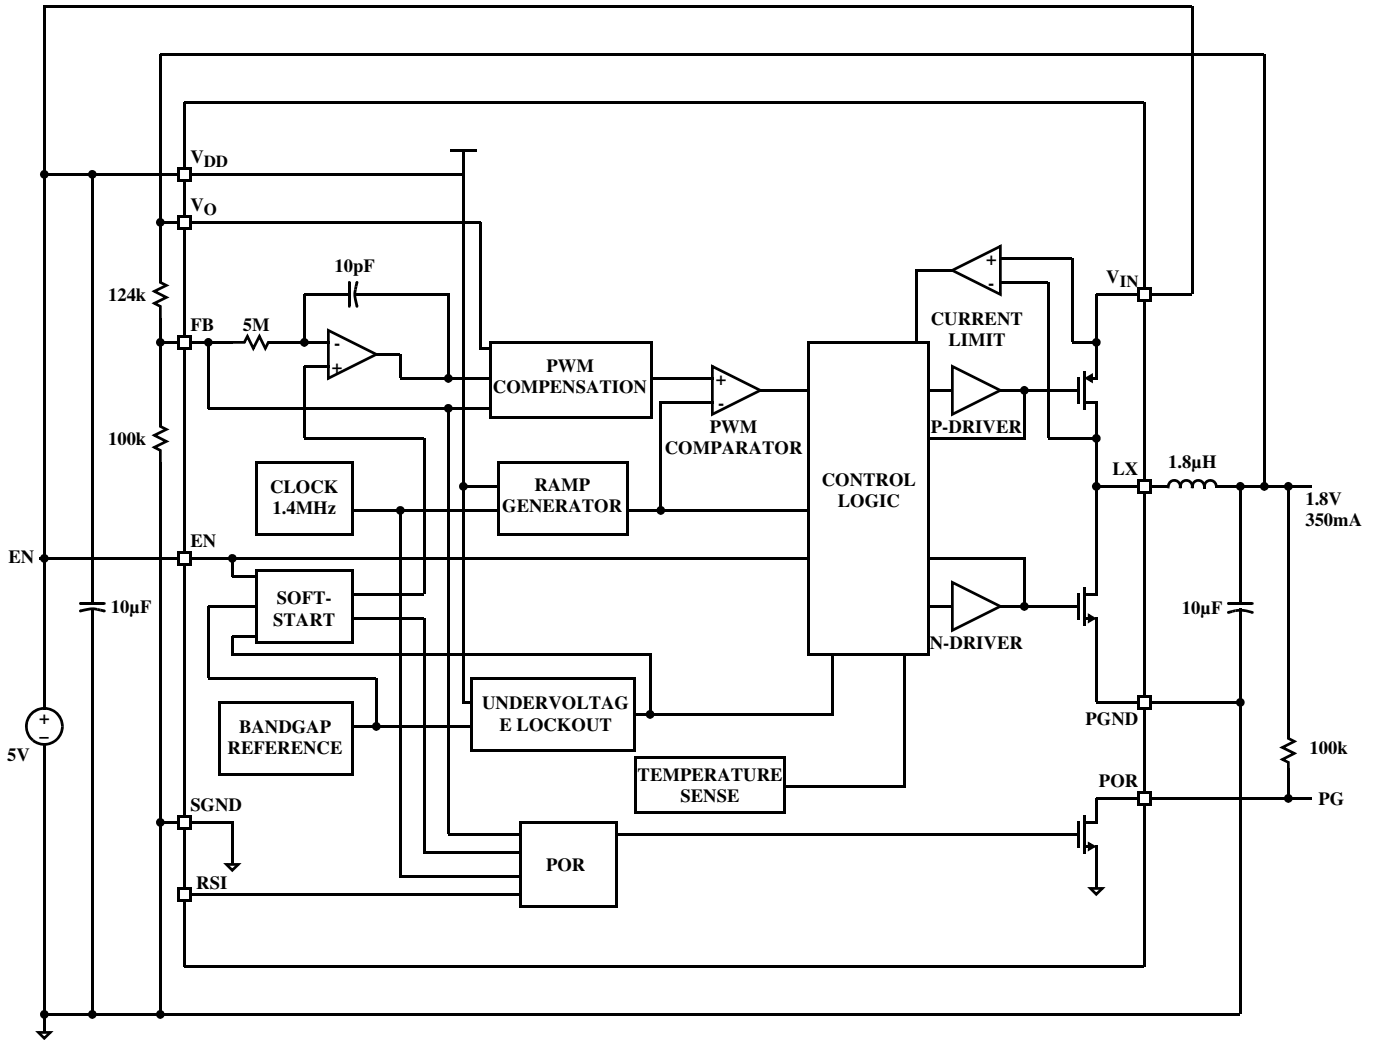 VDD
VO
10pF
124k
FB
5M
-
+
PWM
COMPENSATION
+
-
PWM
COMPARATOR
+
-
CURRENT
LIMIT
VIN
P-DRIVER
100k
CLOCK
1.4MHz
RAMP
GENERATOR
CONTROL
LOGIC
LX
1.8µH
1.8V
350mA
EN
EN
SOFT-
START
10µF
10µF
N-DRIVER
+
–
5V
BANDGAP
REFERENCE
UNDERVOLTAG
E LOCKOUT
PGND
100k
TEMPERATURE
SENSE
POR
PG
SGND
POR
RSI